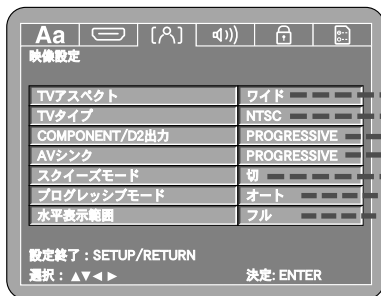 Aa
映像設定
TVアスペクト ワイド
TVタイプ NTSC
COMPONENT/D2出力 PROGRESSIVE
AVシンク PROGRESSIVE
スクイーズモード 切
プログレッシブモード オート
水平表示範囲 フル
設定終了：SETUP/RETURN
選択：▲▼◀▶ 決定: ENTER